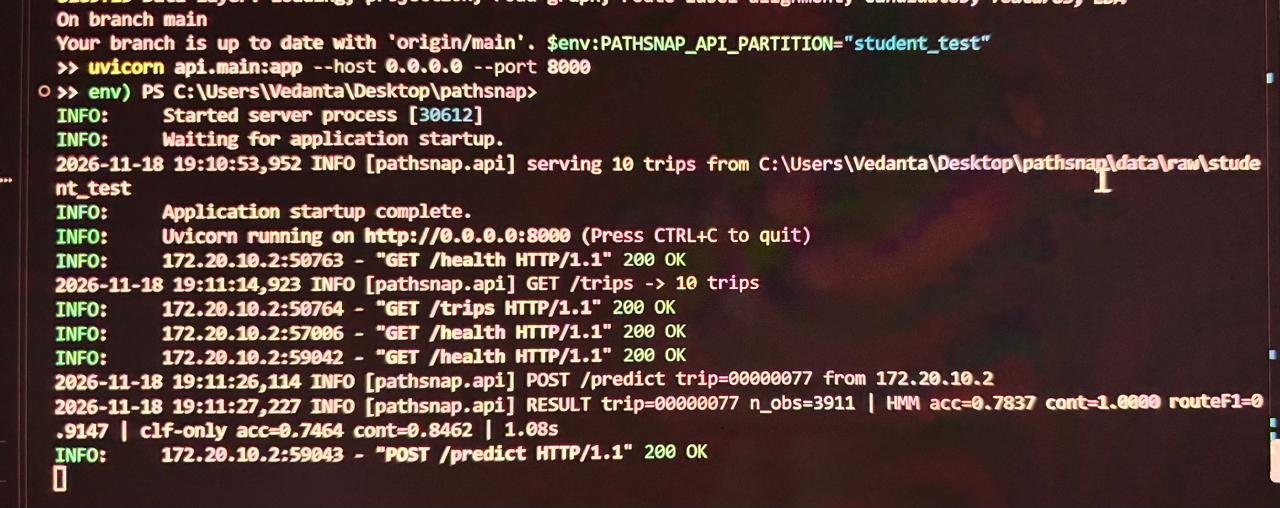 On branch main
Your branch is up to date with 'origin/main'. $env:PATHSNAP_API_PARTITION="student_test"
>> uvicorn api.main:app --host 0.0.0.0 --port 8000
>> env) PS C:\Users\Vedanta\Desktop\pathsnap>
INFO:     Started server process [30612]
INFO:     Waiting for application startup.
2026-11-18 19:10:53,952 INFO [pathsnap.api] serving 10 trips from C:\Users\Vedanta\Desktop\pathsnap\data\raw\stude
nt_test
INFO:     Application startup complete.
INFO:     Uvicorn running on http://0.0.0.0:8000 (Press CTRL+C to quit)
INFO:     172.20.10.2:50763 - "GET /health HTTP/1.1" 200 OK
2026-11-18 19:11:14,923 INFO [pathsnap.api] GET /trips -> 10 trips
INFO:     172.20.10.2:50764 - "GET /trips HTTP/1.1" 200 OK
INFO:     172.20.10.2:57006 - "GET /health HTTP/1.1" 200 OK
INFO:     172.20.10.2:59042 - "GET /health HTTP/1.1" 200 OK
2026-11-18 19:11:26,114 INFO [pathsnap.api] POST /predict trip=00000077 from 172.20.10.2
2026-11-18 19:11:27,227 INFO [pathsnap.api] RESULT trip=00000077 n_obs=3911 | HMM acc=0.7837 cont=1.0000 routeF1=0
.9147 | clf-only acc=0.7464 cont=0.8462 | 1.08s
INFO:     172.20.10.2:59043 - "POST /predict HTTP/1.1" 200 OK